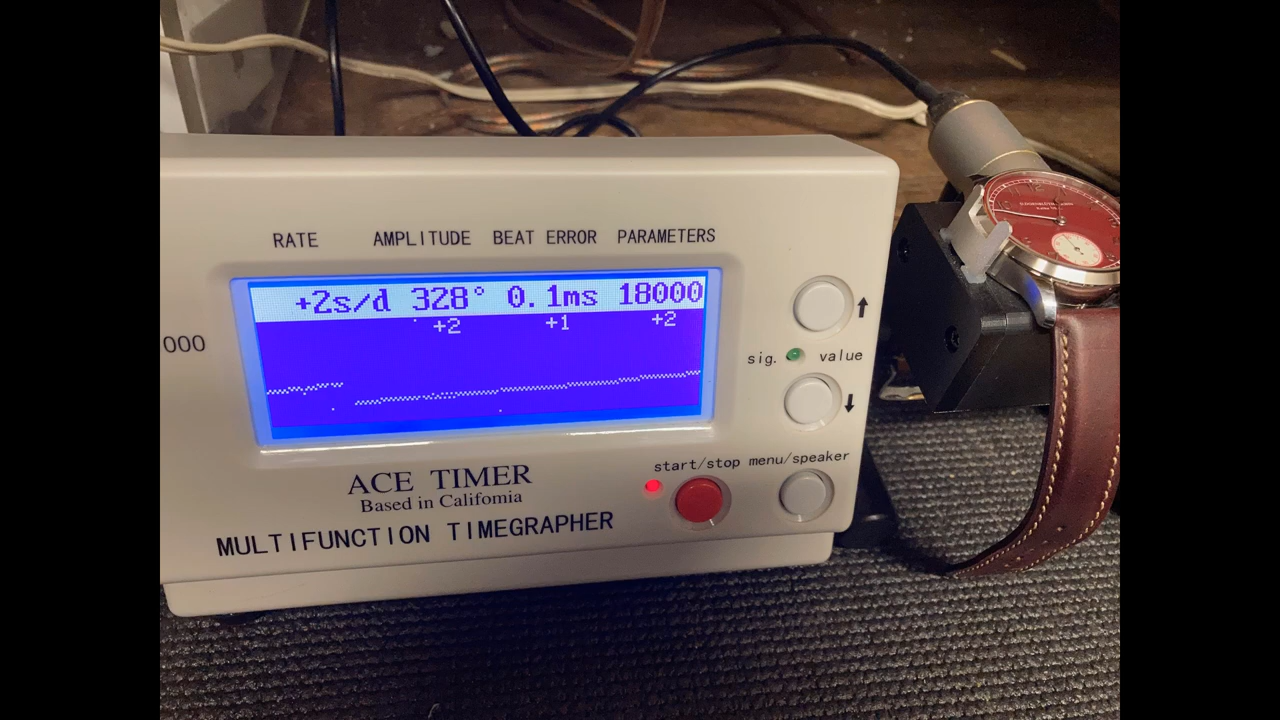 RATE AMPLITUDE BEAT ERROR PARAMETERS
+2s/d 328° 0.1ms 18000
+2 +1 +2
000
sig. value
start/stop menu/speaker
ACE TIMER
Based in Califomia
MULTIFUNCTION TIMEGRAPHER